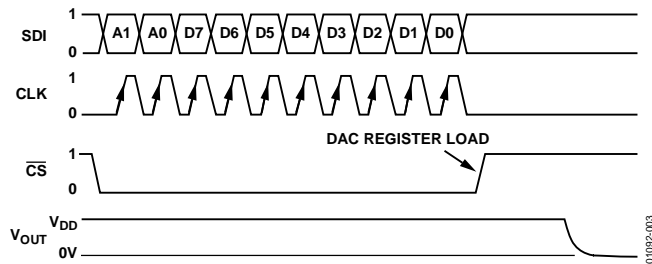 SDI 1 0 A1 A0 D7 D6 D5 D4 D3 D2 D1 D0
CLK 1 0
DAC REGISTER LOAD
CS 1 0
VOUT VDD 0V
01092-003